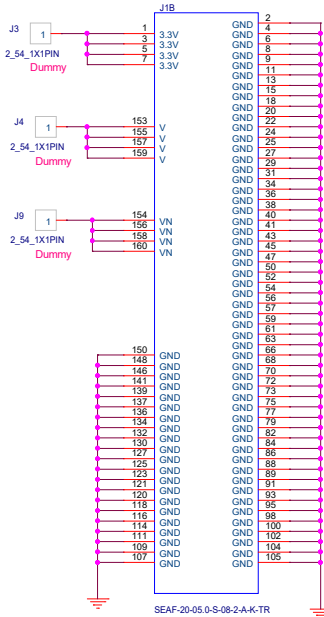 J1B
J3
1
2_54_1X1PIN
Dummy
1 3.3V
3 3.3V
5 3.3V
7 3.3V
J4
1
2_54_1X1PIN
Dummy
153 V
155 V
157 V
159 V
J9
1
2_54_1X1PIN
Dummy
154 VN
156 VN
158 VN
160 VN
150 GND
148 GND
146 GND
141 GND
139 GND
137 GND
136 GND
134 GND
132 GND
130 GND
127 GND
125 GND
123 GND
121 GND
120 GND
118 GND
116 GND
114 GND
111 GND
109 GND
107 GND
GND 2
GND 4
GND 6
GND 8
GND 9
GND 11
GND 13
GND 15
GND 18
GND 20
GND 22
GND 24
GND 25
GND 27
GND 29
GND 31
GND 34
GND 36
GND 38
GND 40
GND 41
GND 43
GND 45
GND 47
GND 50
GND 52
GND 54
GND 56
GND 57
GND 59
GND 61
GND 63
GND 66
GND 68
GND 70
GND 72
GND 73
GND 75
GND 77
GND 79
GND 82
GND 84
GND 86
GND 88
GND 89
GND 91
GND 93
GND 95
GND 98
GND 100
GND 102
GND 104
GND 105
SEAF-20-05.0-S-08-2-A-K-TR